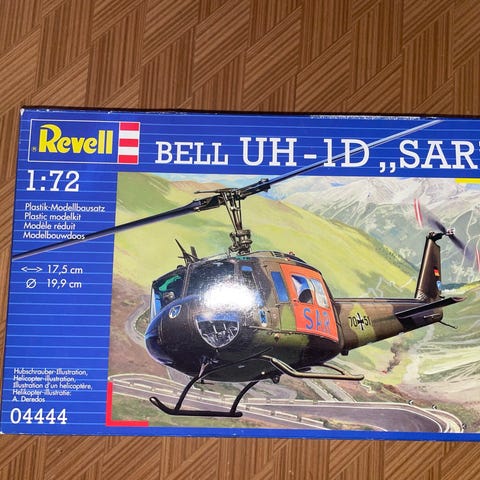 Revell
BELL UH-1D „SAR"
1:72
Plastik-Modellbausatz
Plastic modelkit
Modèle réduit
Modelbouwdoos
<--> 17,5 cm
Ø 19,9 cm
SAR
70 51
Hubschrauber-Illustration,
Helicopter-illustration,
Illustration d'un hélicoptère,
Helikopter-illustratie:
A. Deredos
04444